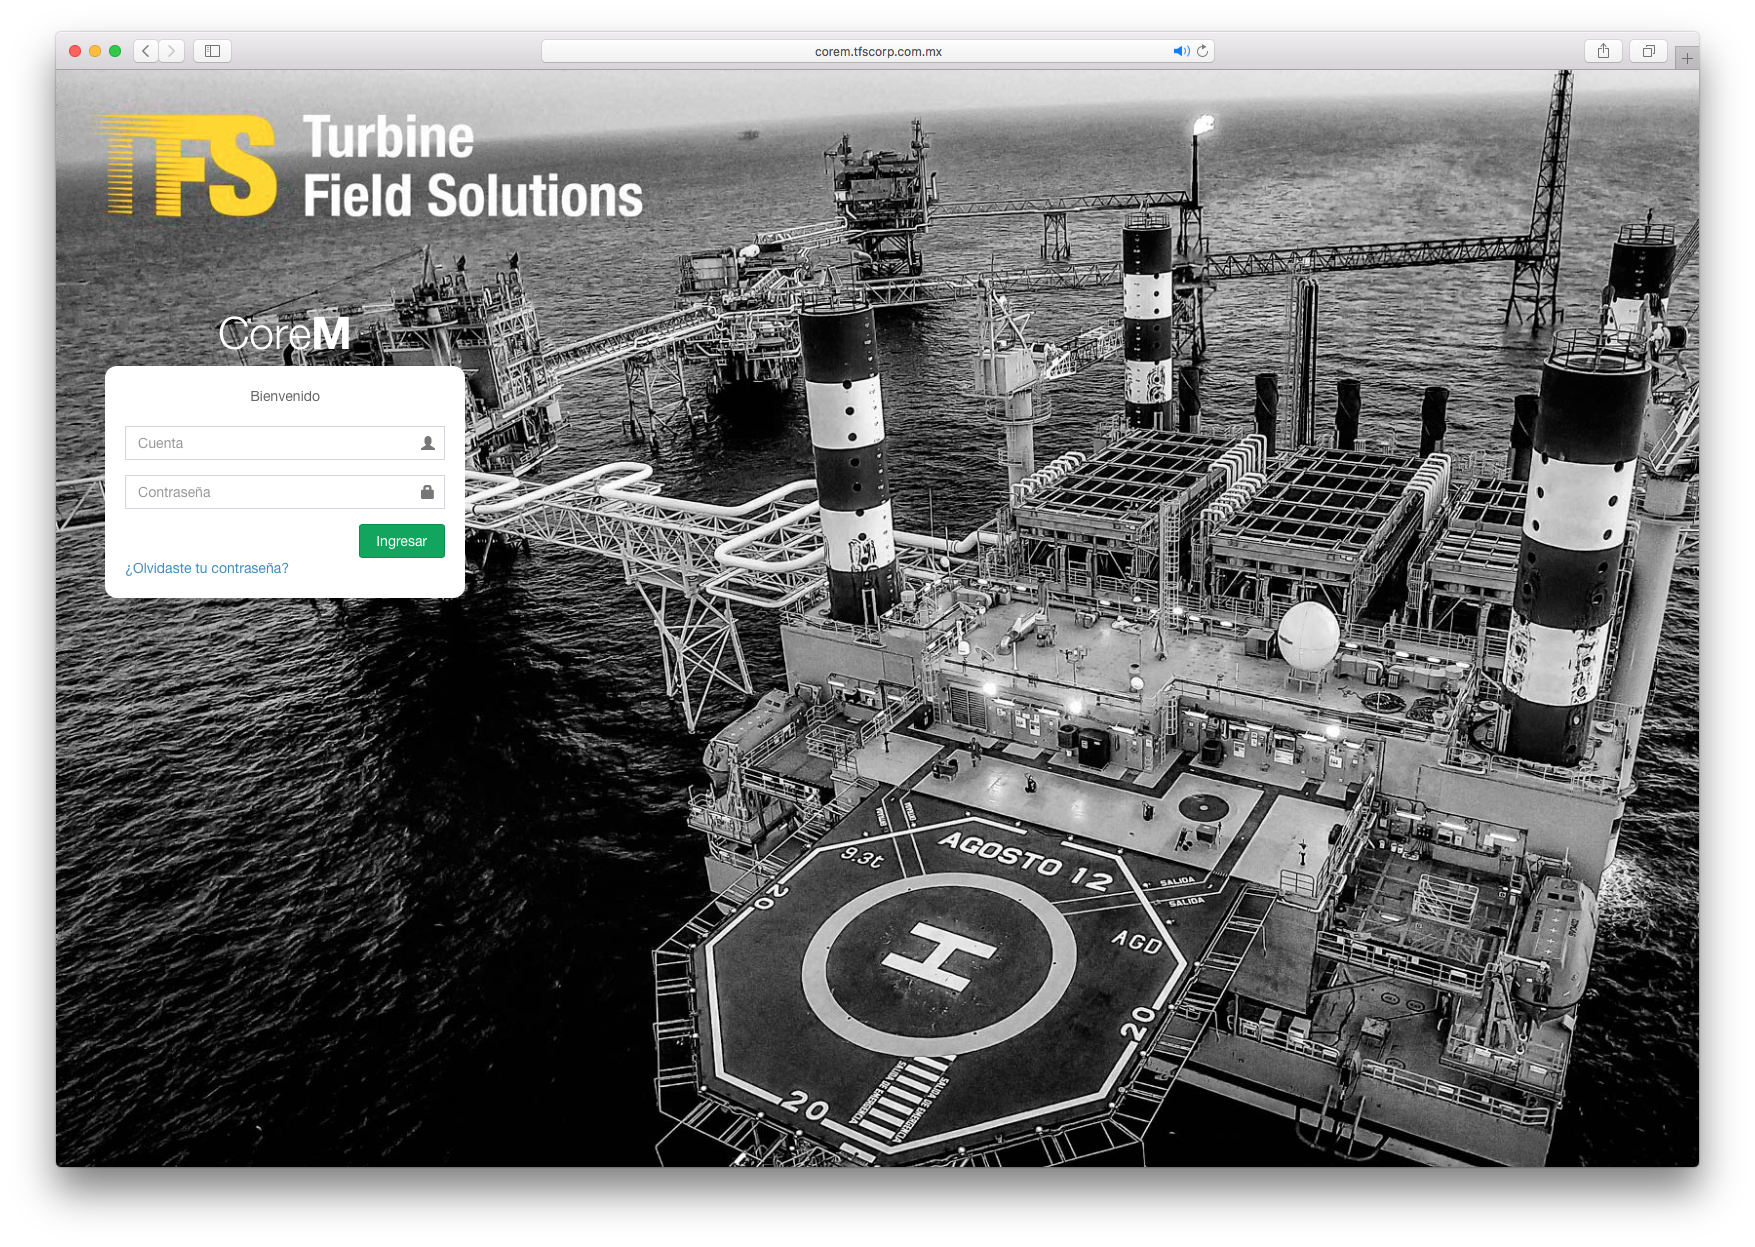 corem.tfscorp.com.mx
TFS
Turbine
Field Solutions
CoreM
Bienvenido
Cuenta
Contraseña
Ingresar
¿Olvidaste tu contraseña?
AGOSTO 12
9.3t
20
SALIDA
SALIDA
AGD
20
20
SALIDA DE EMERGENCIA
SALIDA DE EMERGENCIA